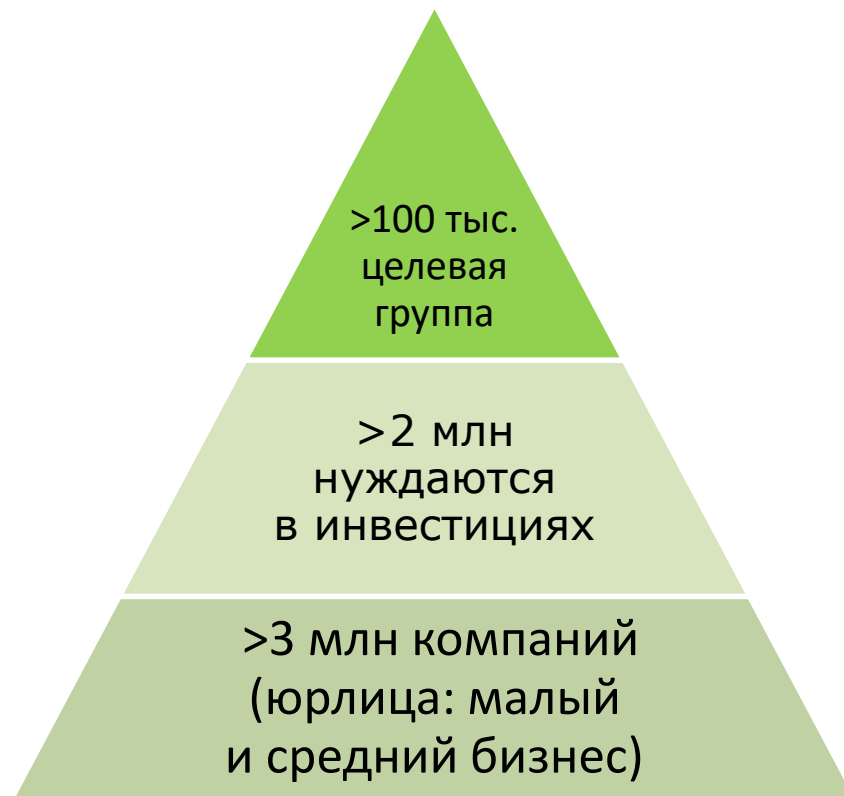 >100 тыс.
целевая
группа
>2 млн
нуждаются
в инвестициях
>3 млн компаний
(юрлица: малый
и средний бизнес)